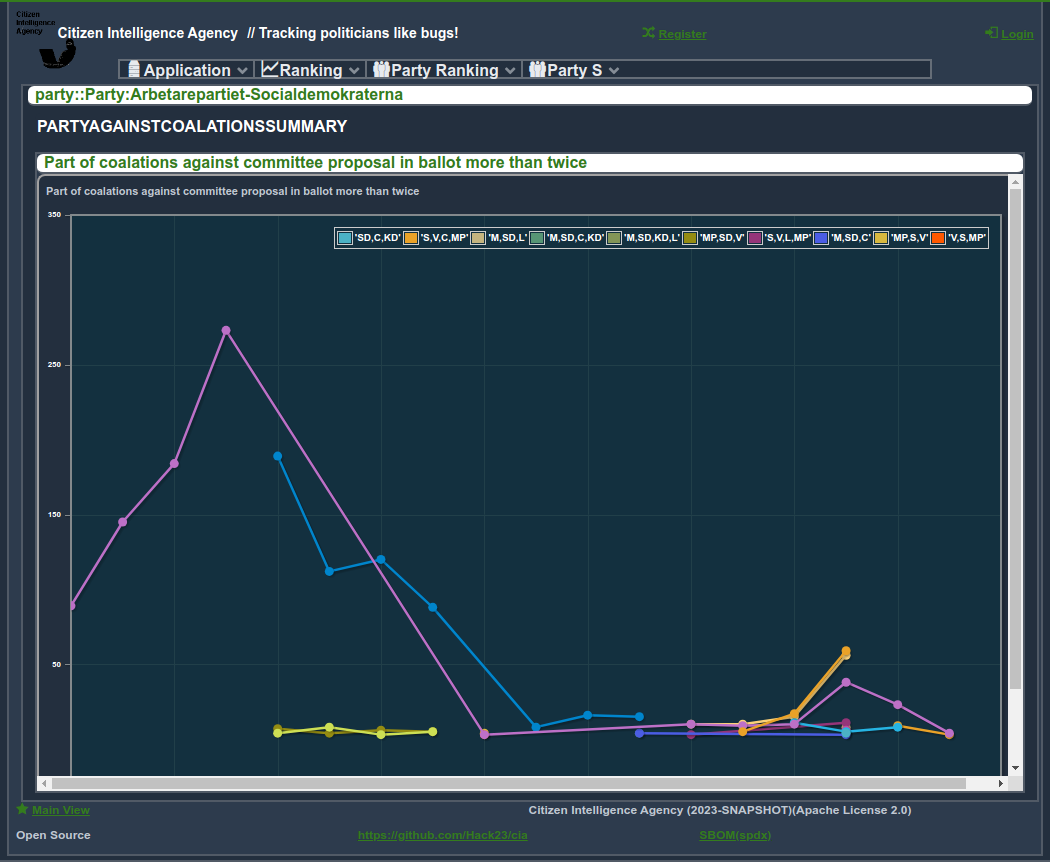 Citizen
Intelligence
Agency
Citizen Intelligence Agency // Tracking politicians like bugs!
Register
Login
Application
Ranking
Party Ranking
Party S
party::Party:Arbetarepartiet-Socialdemokraterna
PARTYAGAINSTCOALATIONSSUMMARY
Part of coalations against committee proposal in ballot more than twice
Part of coalations against committee proposal in ballot more than twice
350
'SD,C,KD' 'S,V,C,MP' 'M,SD,L' 'M,SD,C,KD' 'M,SD,KD,L' 'MP,SD,V' 'S,V,L,MP' 'M,SD,C' 'MP,S,V' 'V,S,MP'
250
150
50
Main View
Citizen Intelligence Agency (2023-SNAPSHOT)(Apache License 2.0)
Open Source
https://github.com/Hack23/cia
SBOM(spdx)